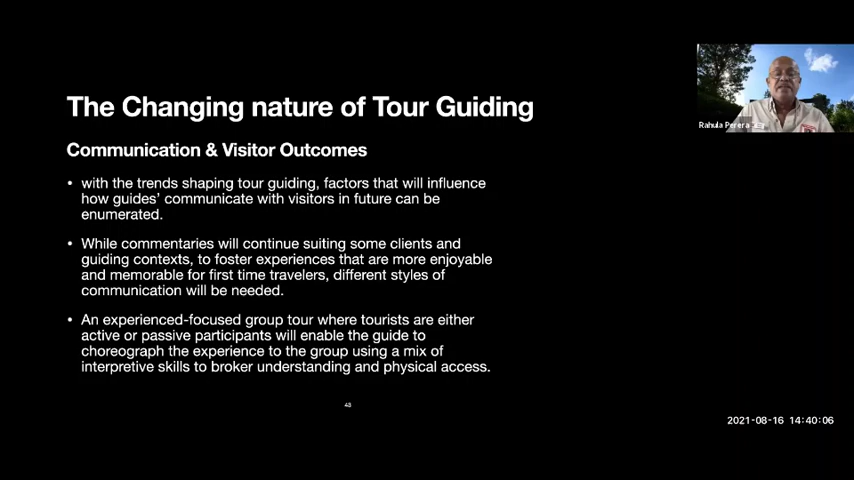 The Changing nature of Tour Guiding
Communication & Visitor Outcomes
• with the trends shaping tour guiding, factors that will influence
how guides' communicate with visitors in future can be
enumerated.
• While commentaries will continue suiting some clients and
guiding contexts, to foster experiences that are more enjoyable
and memorable for first time travelers, different styles of
communication will be needed.
• An experienced-focused group tour where tourists are either
active or passive participants will enable the guide to
choreograph the experience to the group using a mix of
interpretive skills to broker understanding and physical access.
48
Rahula Perera
2021-08-16 14:40:06